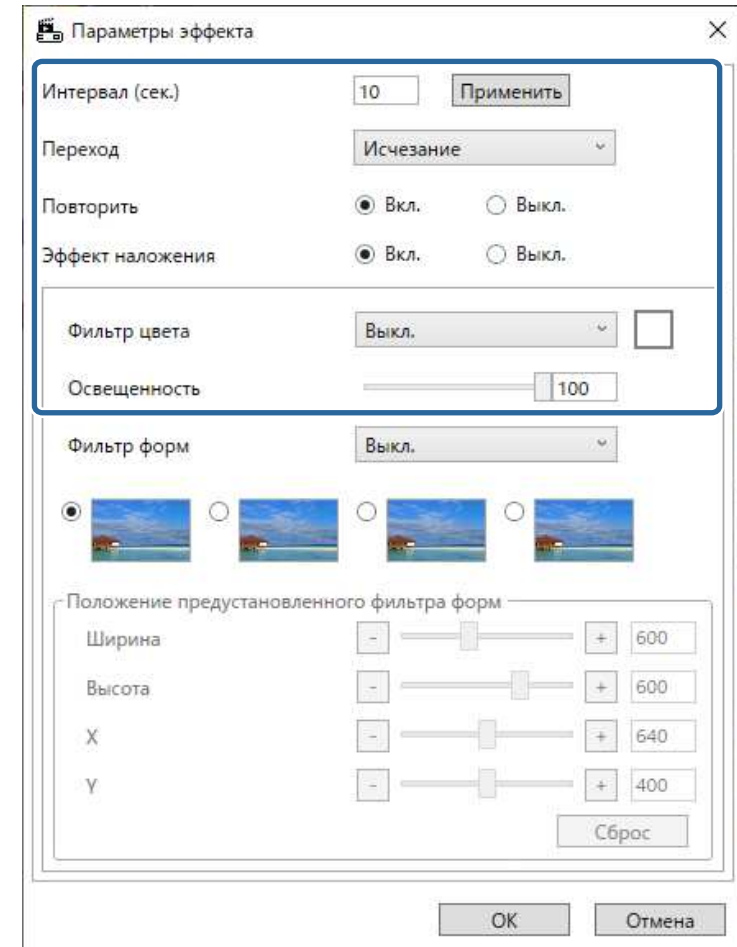 Параметры эффекта
Интервал (сек.) 10 Применить
Переход Исчезание
Повторить Вкл. Выкл.
Эффект наложения Вкл. Выкл.
Фильтр цвета Выкл.
Освещенность 100
Фильтр форм Выкл.
Положение предустановленного фильтра форм
Ширина - + 600
Высота - + 600
X - + 640
Y - + 400
Сброс
OK Отмена